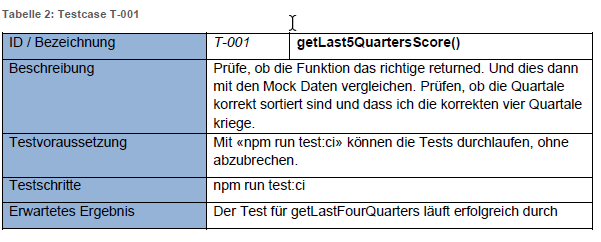 Tabelle 2: Testcase T-001
ID / Bezeichnung T-001 getLast5QuartersScore()
Beschreibung Prüfe, ob die Funktion das richtige returned. Und dies dann
mit den Mock Daten vergleichen. Prüfen, ob die Quartale
korrekt sortiert sind und dass ich die korrekten vier Quartale
kriege.
Testvoraussetzung Mit «npm run test:ci» können die Tests durchlaufen, ohne
abzubrechen.
Testschritte npm run test:ci
Erwartetes Ergebnis Der Test für getLastFourQuarters läuft erfolgreich durch